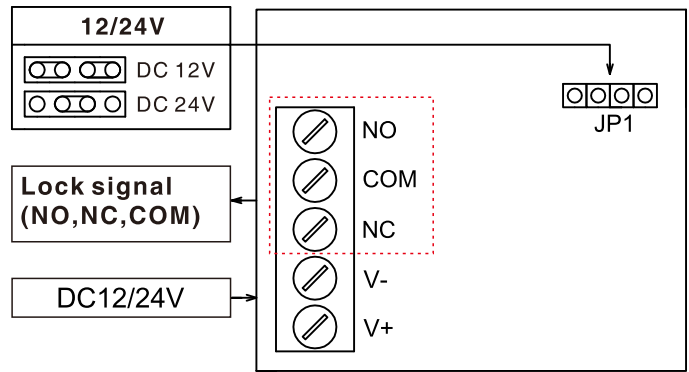 12/24V
DC 12V
DC 24V
JP1
NO
COM
NC
V-
V+
Lock signal
(NO,NC,COM)
DC12/24V